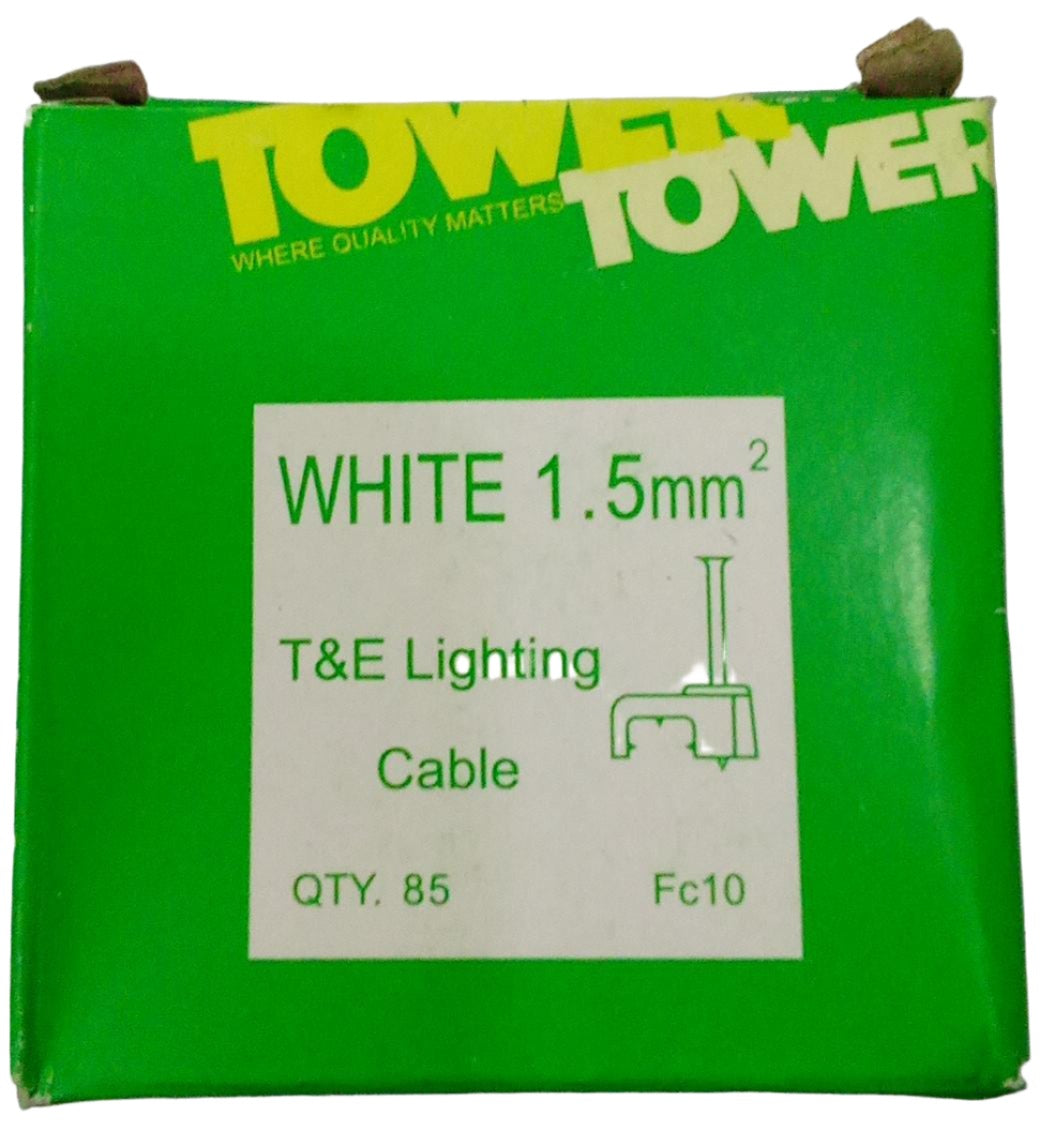 TOWER
TOWER
WHERE QUALITY MATTERS
WHITE 1.5mm²
T&E Lighting
Cable
QTY. 85 Fc10